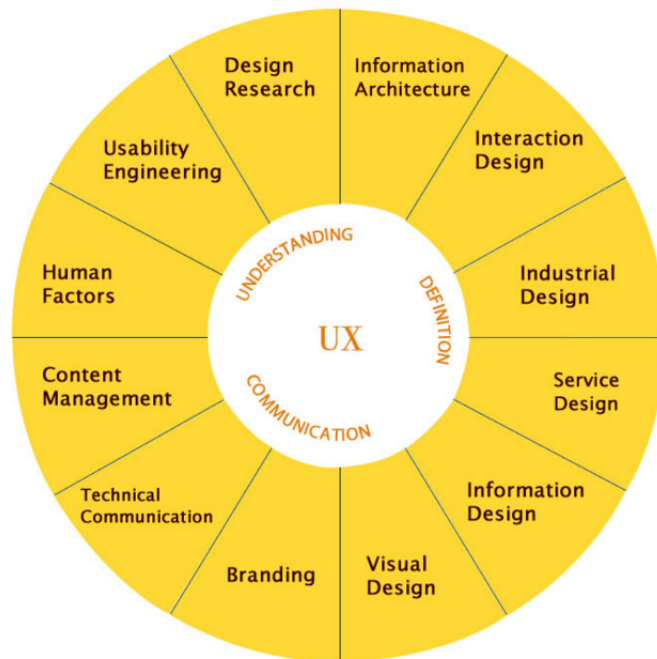 Design
Research
Information
Architecture
Interaction
Design
Industrial
Design
Service
Design
Information
Design
Visual
Design
Branding
Technical
Communication
Content
Management
Human
Factors
Usability
Engineering
UNDERSTANDING
DEFINITION
COMMUNICATION
UX